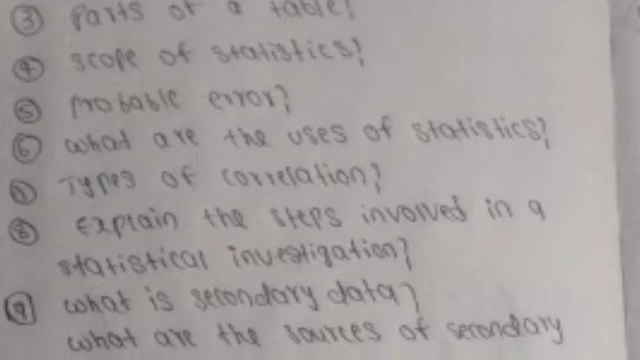 ③ parts of a table?
④ scope of statistics?
⑤ probable error?
⑥ what are the uses of statistics?
⑦ Types of correlation?
⑧ Explain the steps involved in a
statistical investigation?
⑨ what is secondary data?
what are the sources of secondary